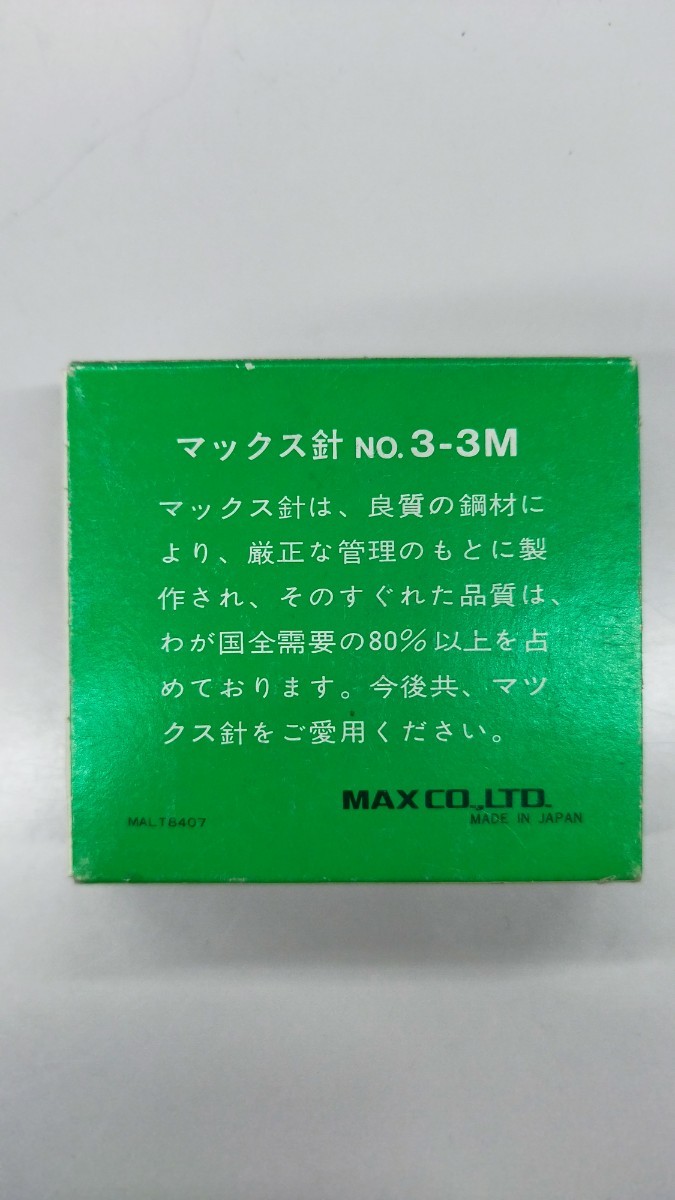 マックス針 NO. 3-3M
マックス針は、良質の鋼材に
より、厳正な管理のもとに製
作され、そのすぐれた品質は、
わが国全需要の80%以上を占
めております。今後共、マツ
クス針をご愛用ください。
MAX CO.,LTD.
MALT8407 MADE IN JAPAN